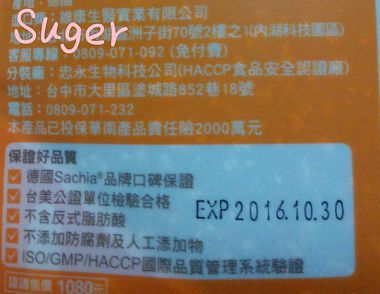 Suger
產地：德國
維康生醫實業有限公司
洲子街70號2樓之1(內湖科技園區)
客服專線：0809-071-092 (免付費)
分裝廠：忠永生物科技公司(HACCP食品安全認證廠)
地址：台中市大里區塗城路852巷18號
電話：0809-071-232
本產品已投保華南產品責任險2000萬元
保證好品質
✓ 德國Sachia®品牌口碑保證
✓ 台美公證單位檢驗合格
✓ 不含反式脂肪酸
✓ 不添加防腐劑及人工添加物
✓ ISO/GMP/HACCP國際品質管理系統驗證
EXP 2016.10.30
建議售價 1080元